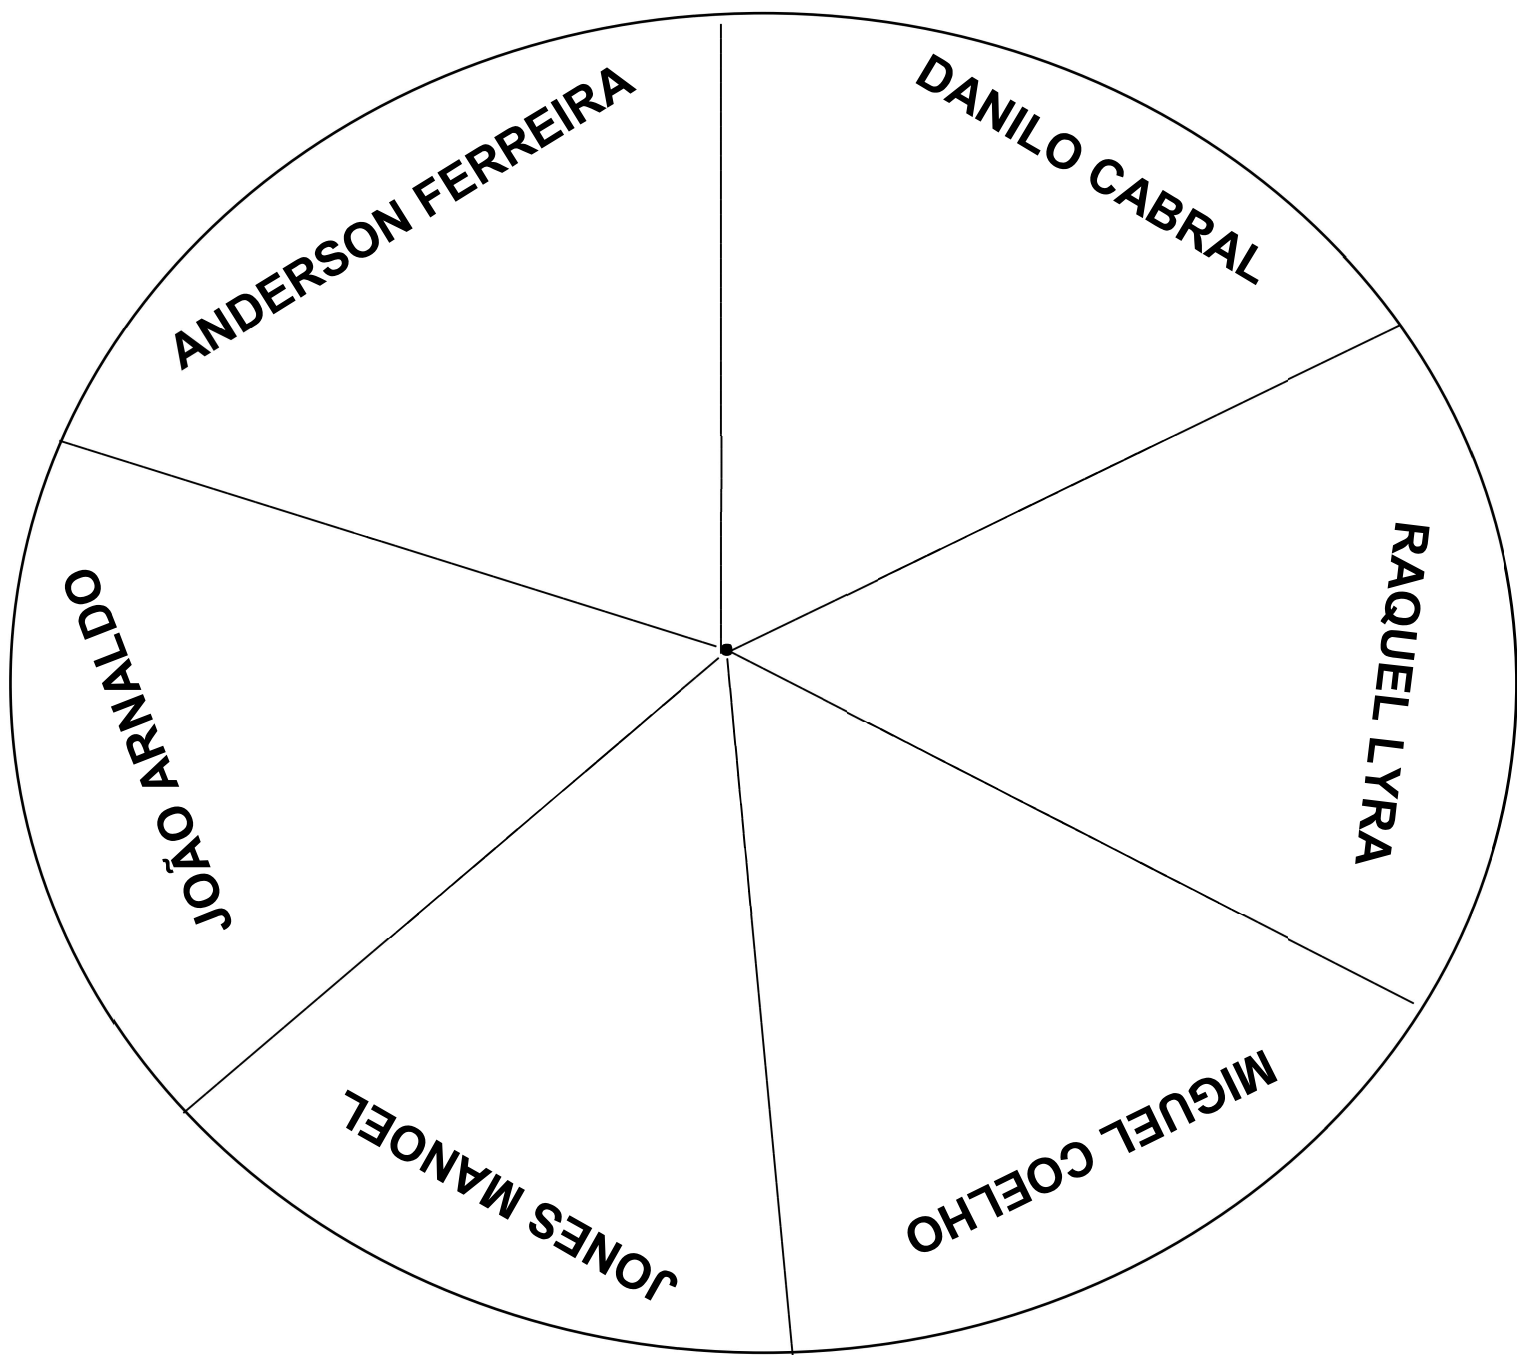 ANDERSON FERREIRA
DANILO CABRAL
RAQUEL LYRA
MIGUEL COELHO
JONES MANOEL
JOÃO ARNALDO